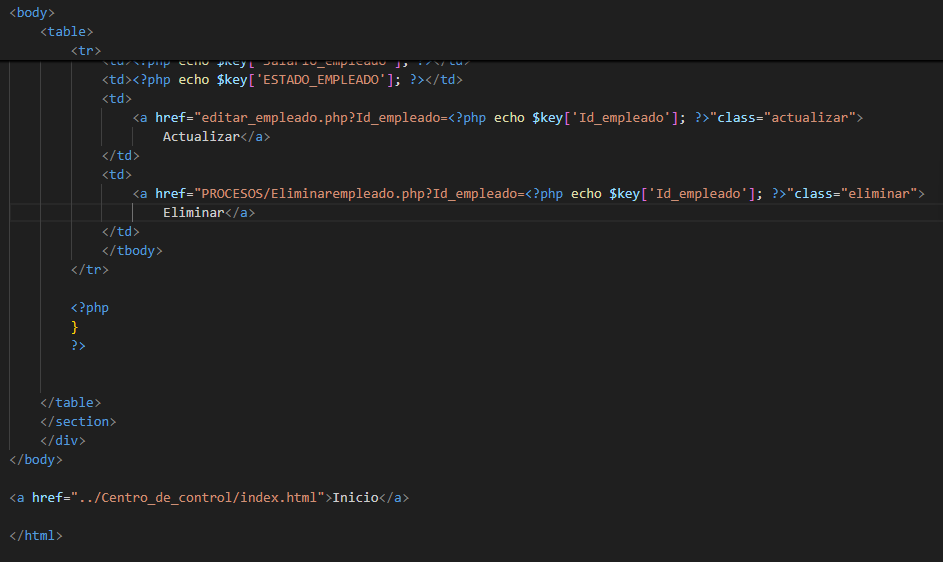 <body>
<table>
<tr>
<td><?php echo $key['Salario_empleado']; ?></td>
<td><?php echo $key['ESTADO_EMPLEADO']; ?></td>
<td>
<a href="editar_empleado.php?Id_empleado=<?php echo $key['Id_empleado']; ?>"class="actualizar">
Actualizar</a>
</td>
<td>
<a href="PROCESOS/Eliminarempleado.php?Id_empleado=<?php echo $key['Id_empleado']; ?>"class="eliminar">
Eliminar</a>
</td>
</tbody>
</tr>
<?php
}
?>
</table>
</section>
</div>
</body>
<a href="../Centro_de_control/index.html">Inicio</a>
</html>